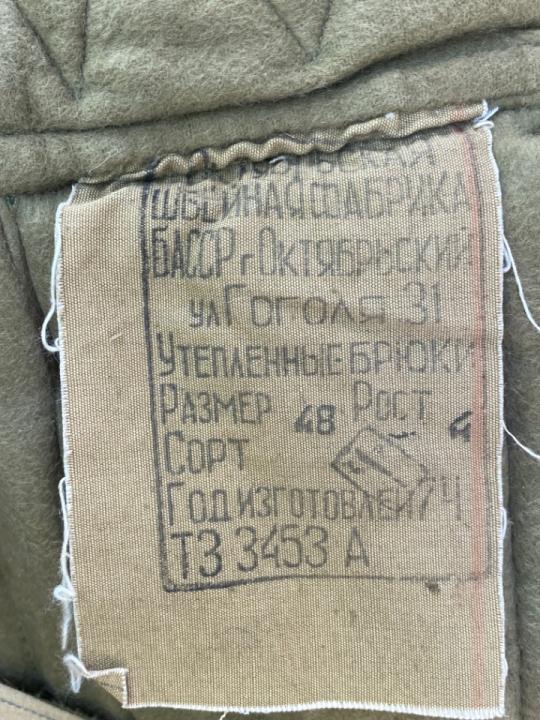 ШВЕЙНАЯ ФАБРИКА
БАССР г ОКТЯБРЬСКИЙ
ул ГОГОЛЯ 31
УТЕПЛЕННЫЕ БРЮКИ
РАЗМЕР 48 РОСТ 4
СОРТ
ГОД ИЗГОТОВЛЕН 74
ТЗ 3453 А